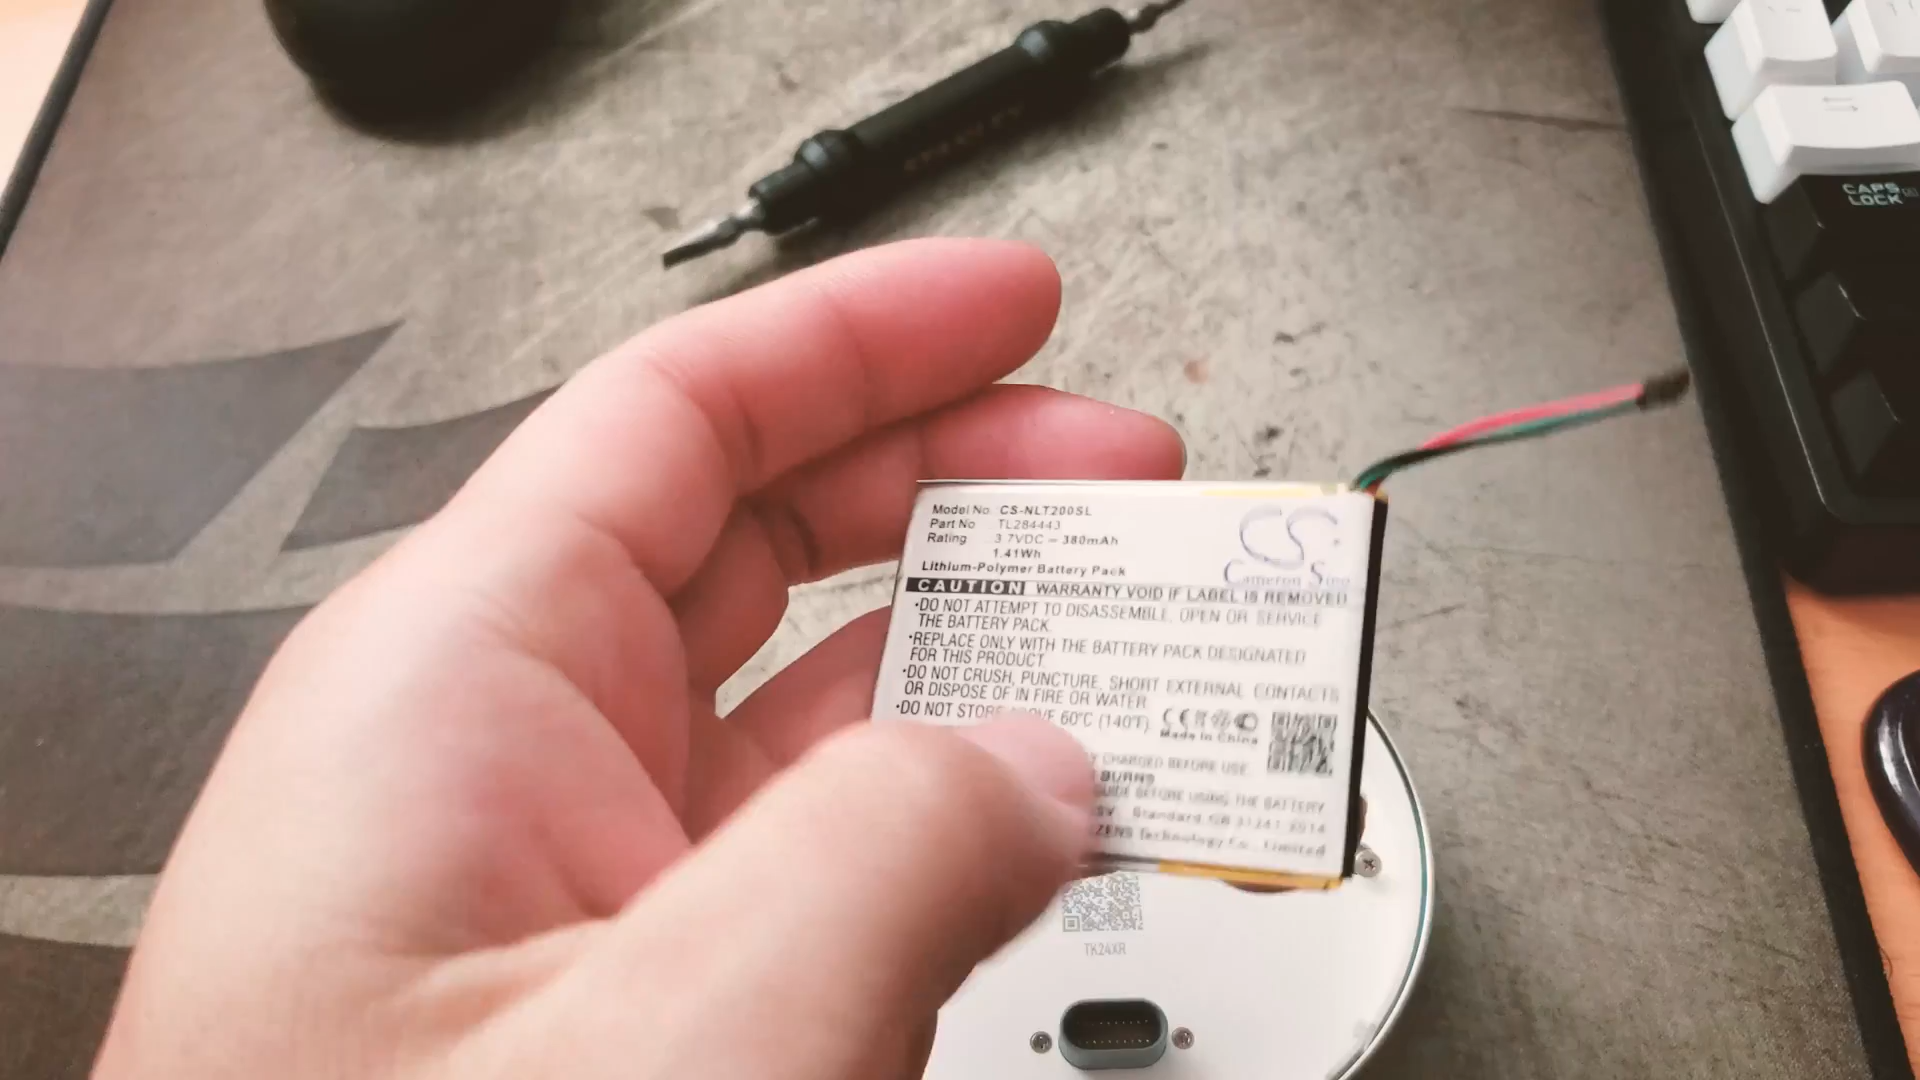 CAPS
LOCK
Model No. CS-NLT200SL
Part No TL284443
Rating 3.7VDC = 380mAh
1.41Wh
Lithium-Polymer Battery Pack
CS
Cameron Sino
CAUTION WARRANTY VOID IF LABEL IS REMOVED
•DO NOT ATTEMPT TO DISASSEMBLE, OPEN OR SERVICE
THE BATTERY PACK.
•REPLACE ONLY WITH THE BATTERY PACK DESIGNATED
FOR THIS PRODUCT
•DO NOT CRUSH, PUNCTURE, SHORT EXTERNAL CONTACTS
OR DISPOSE OF IN FIRE OR WATER
•DO NOT STORE ABOVE 60°C (140°F)
CE
Made in China
CHARGED BEFORE USE
BURNS
GUIDE BEFORE USING THE BATTERY
Standard GB 31241-2014
Technology Co., Limited
TK24XR